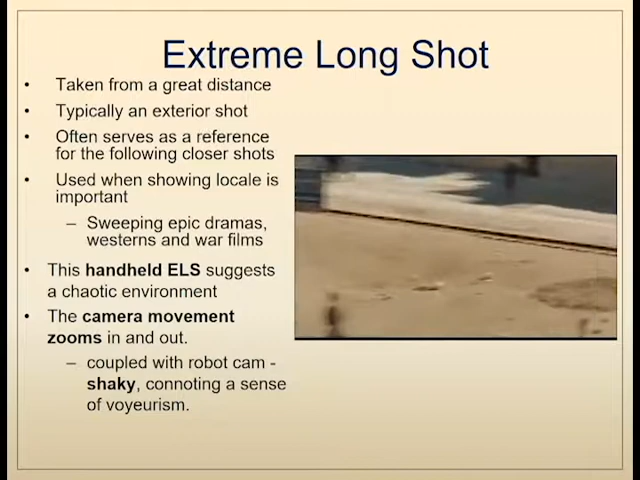 Extreme Long Shot
• Taken from a great distance
• Typically an exterior shot
• Often serves as a reference
for the following closer shots
• Used when showing locale is
important
– Sweeping epic dramas,
westerns and war films
• This handheld ELS suggests
a chaotic environment
• The camera movement
zooms in and out.
– coupled with robot cam -
shaky, connoting a sense
of voyeurism.